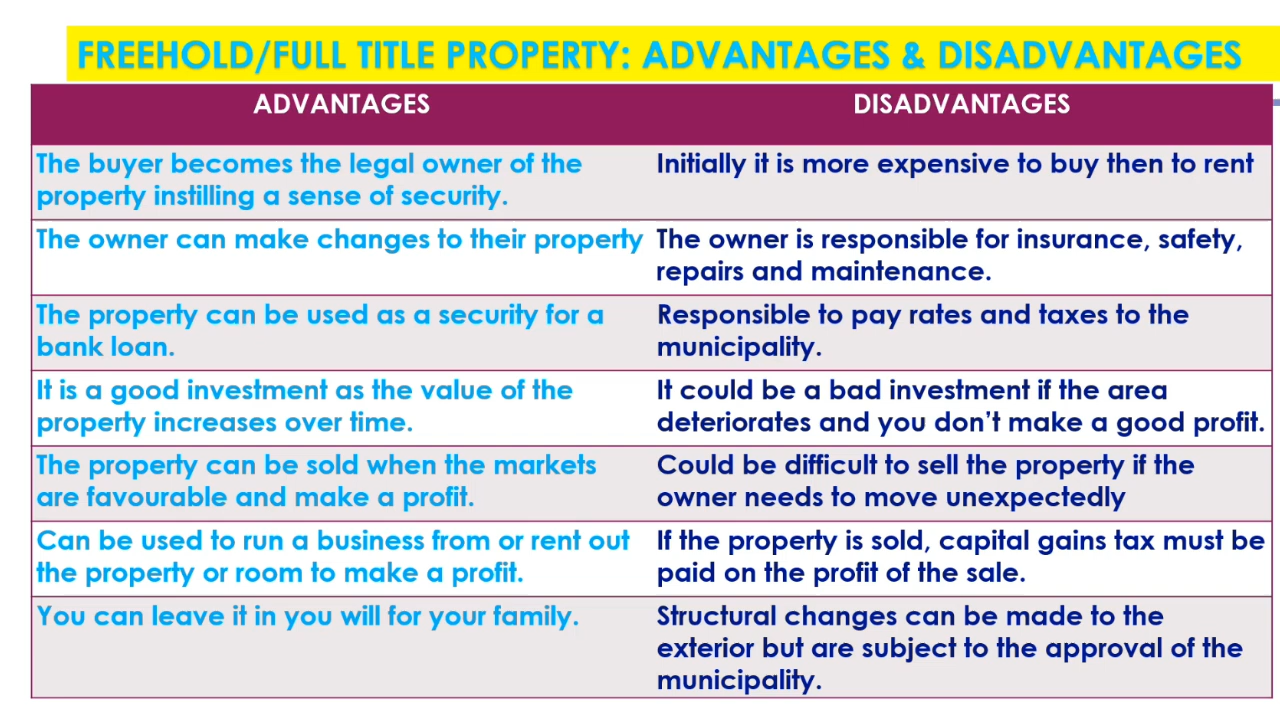 FREEHOLD/FULL TITLE PROPERTY: ADVANTAGES & DISADVANTAGES
ADVANTAGES
DISADVANTAGES
The buyer becomes the legal owner of the
property instilling a sense of security.
Initially it is more expensive to buy then to rent
The owner can make changes to their property
The owner is responsible for insurance, safety,
repairs and maintenance.
The property can be used as a security for a
bank loan.
Responsible to pay rates and taxes to the
municipality.
It is a good investment as the value of the
property increases over time.
It could be a bad investment if the area
deteriorates and you don’t make a good profit.
The property can be sold when the markets
are favourable and make a profit.
Could be difficult to sell the property if the
owner needs to move unexpectedly
Can be used to run a business from or rent out
the property or room to make a profit.
If the property is sold, capital gains tax must be
paid on the profit of the sale.
You can leave it in you will for your family.
Structural changes can be made to the
exterior but are subject to the approval of the
municipality.